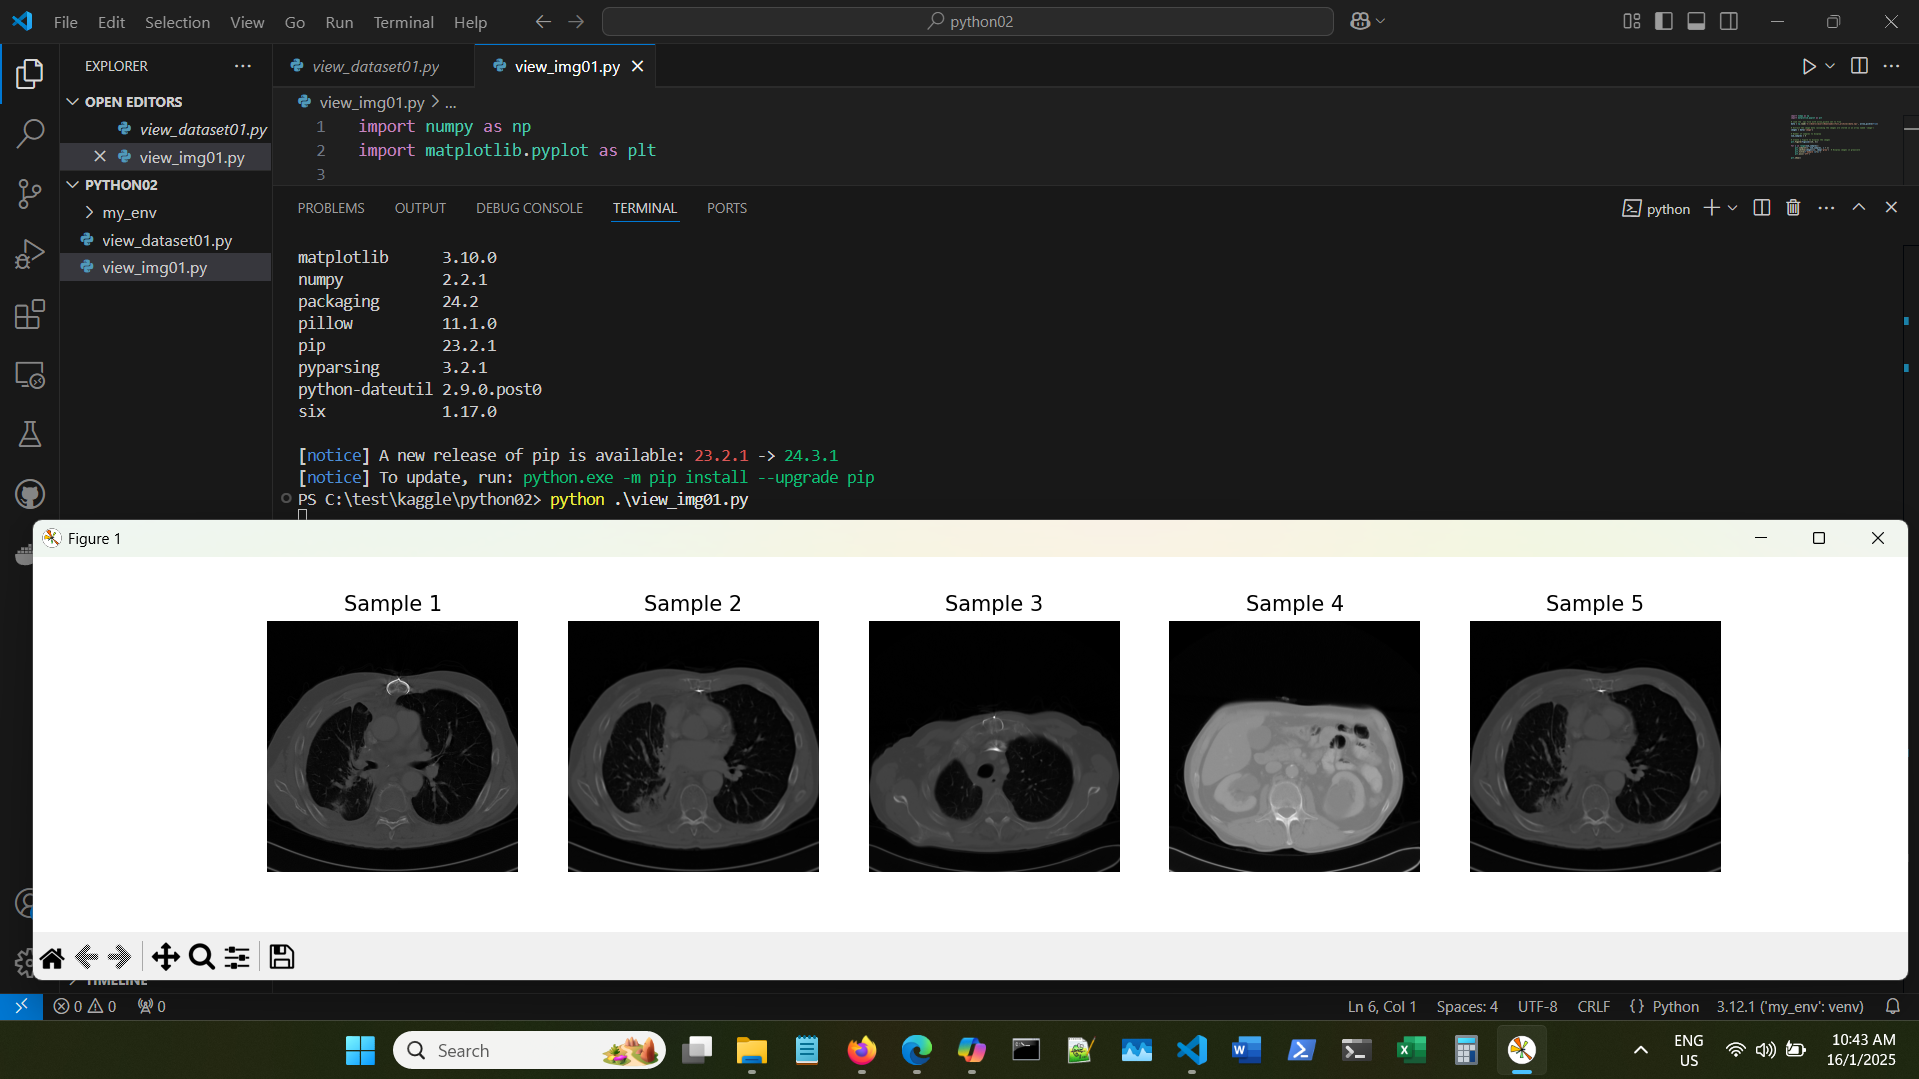 File Edit Selection View Go Run Terminal Help
python02
EXPLORER
OPEN EDITORS
view_dataset01.py
view_img01.py
PYTHON02
my_env
view_dataset01.py
view_img01.py
TIMELINE
view_dataset01.py
view_img01.py
view_img01.py > ...
1 import numpy as np
2 import matplotlib.pyplot as plt
3
PROBLEMS OUTPUT DEBUG CONSOLE TERMINAL PORTS
python
matplotlib 3.10.0
numpy 2.2.1
packaging 24.2
pillow 11.1.0
pip 23.2.1
pyparsing 3.2.1
python-dateutil 2.9.0.post0
six 1.17.0
[notice] A new release of pip is available: 23.2.1 -> 24.3.1
[notice] To update, run: python.exe -m pip install --upgrade pip
PS C:\test\kaggle\python02> python .\view_img01.py
Figure 1
Sample 1
Sample 2
Sample 3
Sample 4
Sample 5
0 0 0
Ln 6, Col 1 Spaces: 4 UTF-8 CRLF {} Python 3.12.1 ('my_env': venv)
Search
ENG
US
10:43 AM
16/1/2025